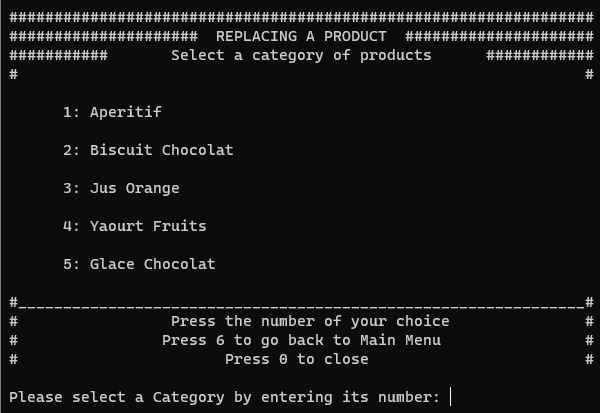 #################################################################
#####################  REPLACING A PRODUCT  #####################
###########       Select a category of products      ############
#                                                               #
1: Aperitif
2: Biscuit Chocolat
3: Jus Orange
4: Yaourt Fruits
5: Glace Chocolat
#_______________________________________________________________#
#                 Press the number of your choice               #
#                Press 6 to go back to Main Menu                #
#                       Press 0 to close                        #
Please select a Category by entering its number: